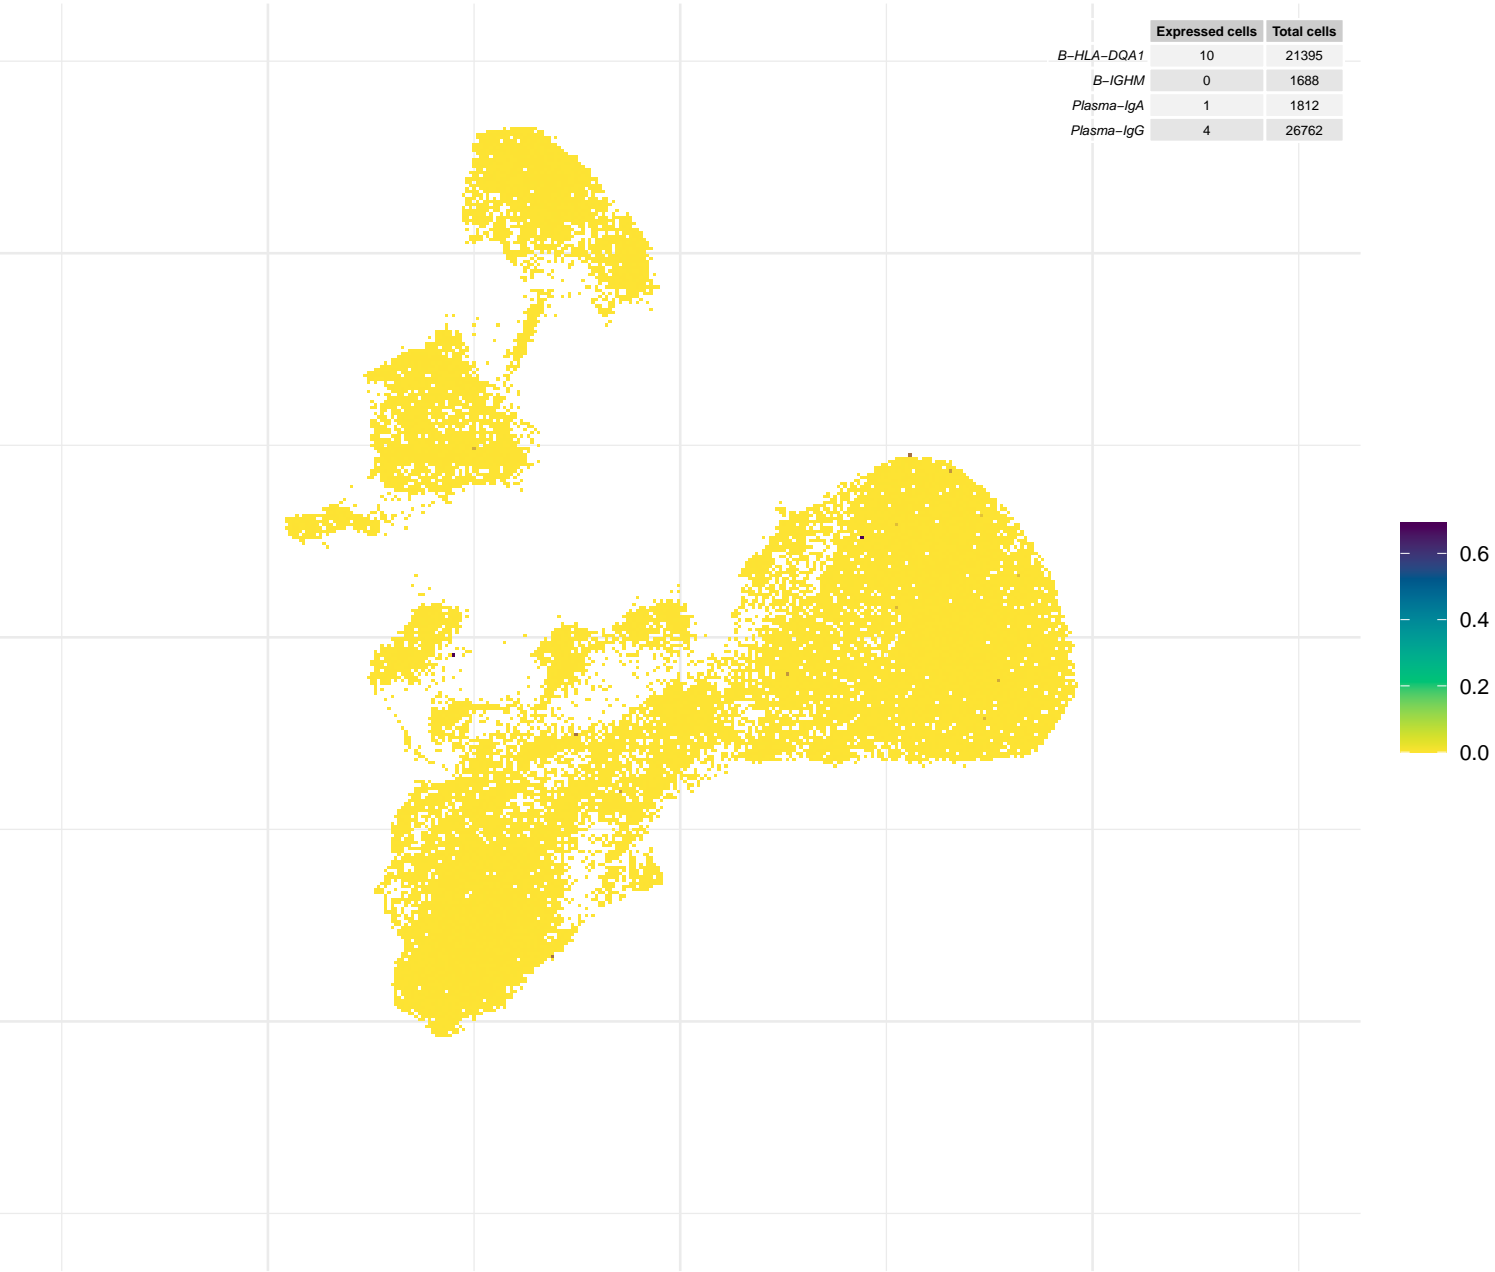 Expressed cells Total cells
B−HLA−DQA1 10 21395
B−IGHM 0 1688
Plasma−IgA 1 1812
Plasma−IgG 4 26762
0.6
0.4
0.2
0.0